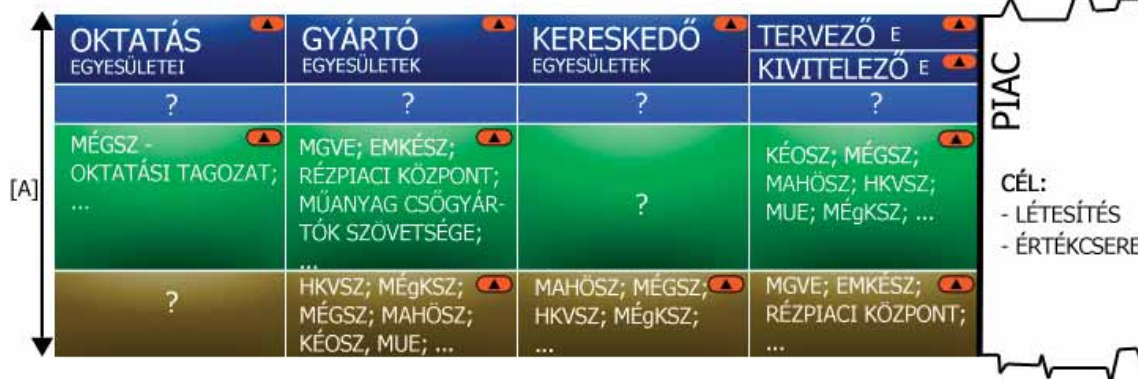 OKTATÁS
EGYESÜLETEI
GYÁRTÓ
EGYESÜLETEK
KERESKEDŐ
EGYESÜLETEK
TERVEZŐ E
KIVITELEZŐ E
?
?
?
?
MÉGSZ -
OKTATÁSI TAGOZAT;
...
MGVE; EMKÉSZ;
RÉZPIACI KÖZPONT;
MŰANYAG CSŐGYÁR-
TÓK SZÖVETSÉGE;
...
?
KÉOSZ; MÉGSZ;
MAHÖSZ; HKVSZ;
MUE; MÉgKSZ; ...
?
HKVSZ; MÉgKSZ;
MÉGSZ; MAHÖSZ;
KÉOSZ, MUE; ...
MAHÖSZ; MÉGSZ;
HKVSZ; MÉgKSZ;
...
MGVE; EMKÉSZ;
RÉZPIACI KÖZPONT;
...
[A]
PIAC
CÉL:
- LÉTESÍTÉS
- ÉRTÉKCSERE